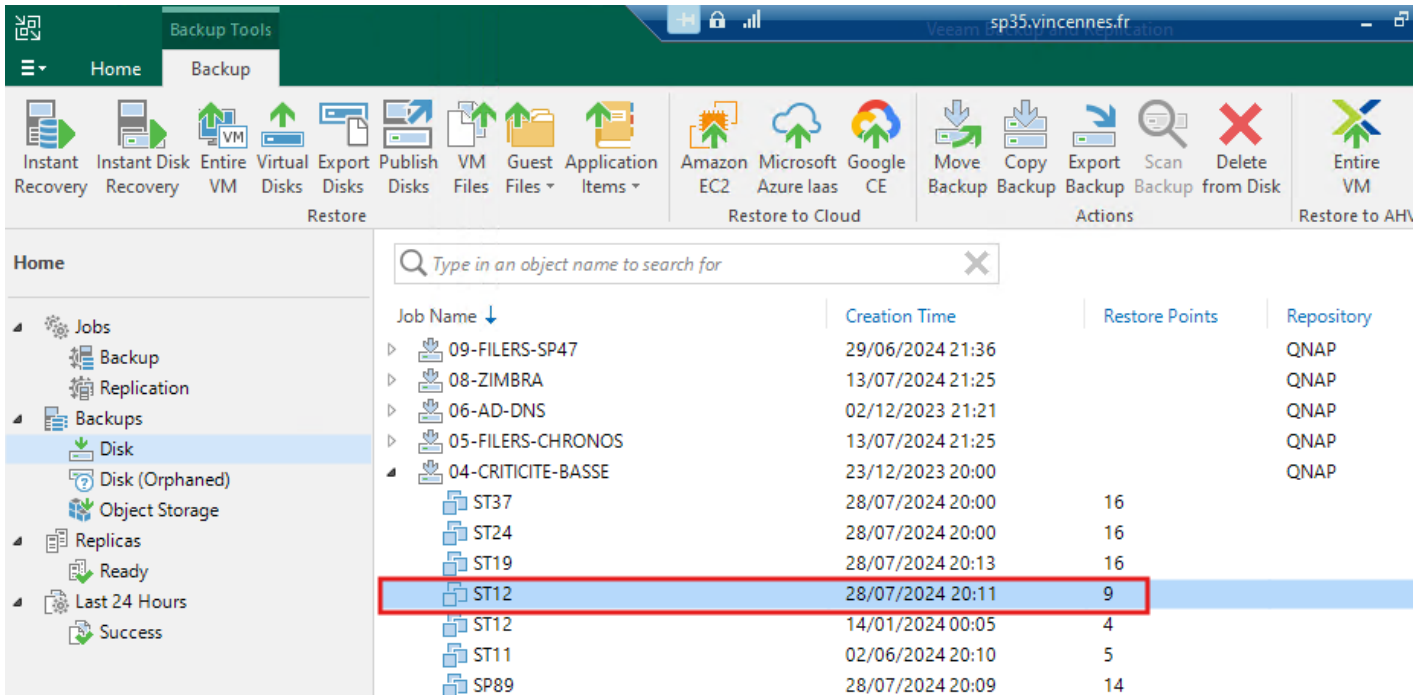 Backup Tools
sp35.vincennes.fr
Veeam Backup and Replication
Home Backup
Instant Recovery
Instant Disk Recovery
Entire VM
Virtual Disks
Export Disks
Publish Disks
VM Files
Guest Files
Application Items
Amazon EC2
Microsoft Azure Iaas
Google CE
Move Backup
Copy Backup
Export Backup
Scan Backup
Delete from Disk
Entire VM
Restore
Restore to Cloud
Actions
Restore to AHV
Home
Jobs
Backup
Replication
Backups
Disk
Disk (Orphaned)
Object Storage
Replicas
Ready
Last 24 Hours
Success
Type in an object name to search for
Job Name Creation Time Restore Points Repository
09-FILERS-SP47 29/06/2024 21:36 QNAP
08-ZIMBRA 13/07/2024 21:25 QNAP
06-AD-DNS 02/12/2023 21:21 QNAP
05-FILERS-CHRONOS 13/07/2024 21:25 QNAP
04-CRITICITE-BASSE 23/12/2023 20:00 QNAP
ST37 28/07/2024 20:00 16
ST24 28/07/2024 20:00 16
ST19 28/07/2024 20:13 16
ST12 28/07/2024 20:11 9
ST12 14/01/2024 00:05 4
ST11 02/06/2024 20:10 5
SP89 28/07/2024 20:09 14